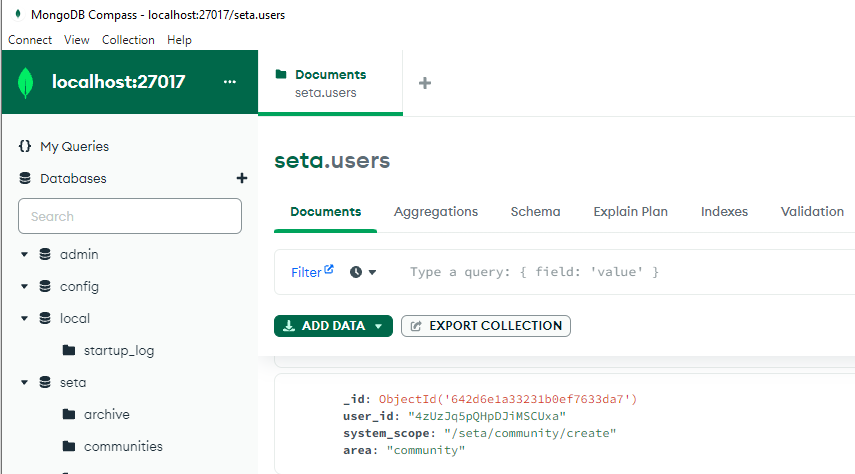 MongoDB Compass - localhost:27017/seta.users
Connect View Collection Help
localhost:27017 ...
Documents
seta.users
+
{} My Queries
Databases +
Search
admin
config
local
startup_log
seta
archive
communities
seta.users
Documents Aggregations Schema Explain Plan Indexes Validation
Filter Type a query: { field: 'value' }
ADD DATA EXPORT COLLECTION
_id: ObjectId('642d6e1a33231b0ef7633da7')
user_id: "4zUzJq5pQHpDJiMSCUxa"
system_scope: "/seta/community/create"
area: "community"